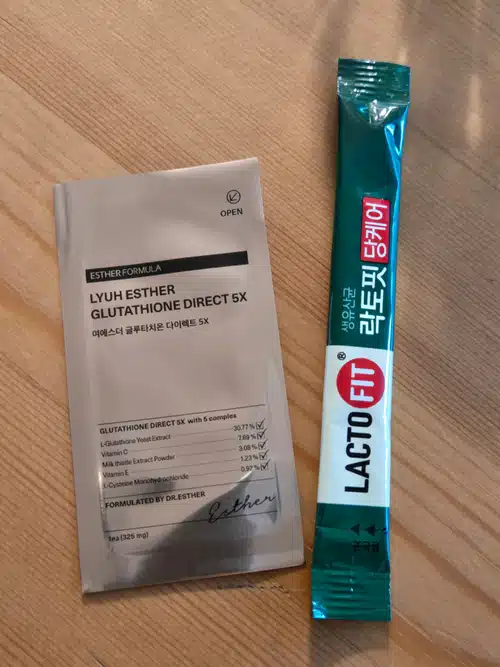 OPEN
ESTHER FORMULA
LYUH ESTHER
GLUTATHIONE DIRECT 5X
여에스더 글루타치온 다이렉트 5X
GLUTATHIONE DIRECT 5X with 5 complex
L-Glutathione Yeast Extract 30.77 %
Vitamin C 7.69 %
Milk thistle Extract Powder 3.08 %
Vitamin E 1.23 %
L-Cysteine Monohydrochloride 0.92 %
FORMULATED BY DR.ESTHER
Esther
1ea (325 mg)
LACTO FIT®
생유산균
락토핏 당케어